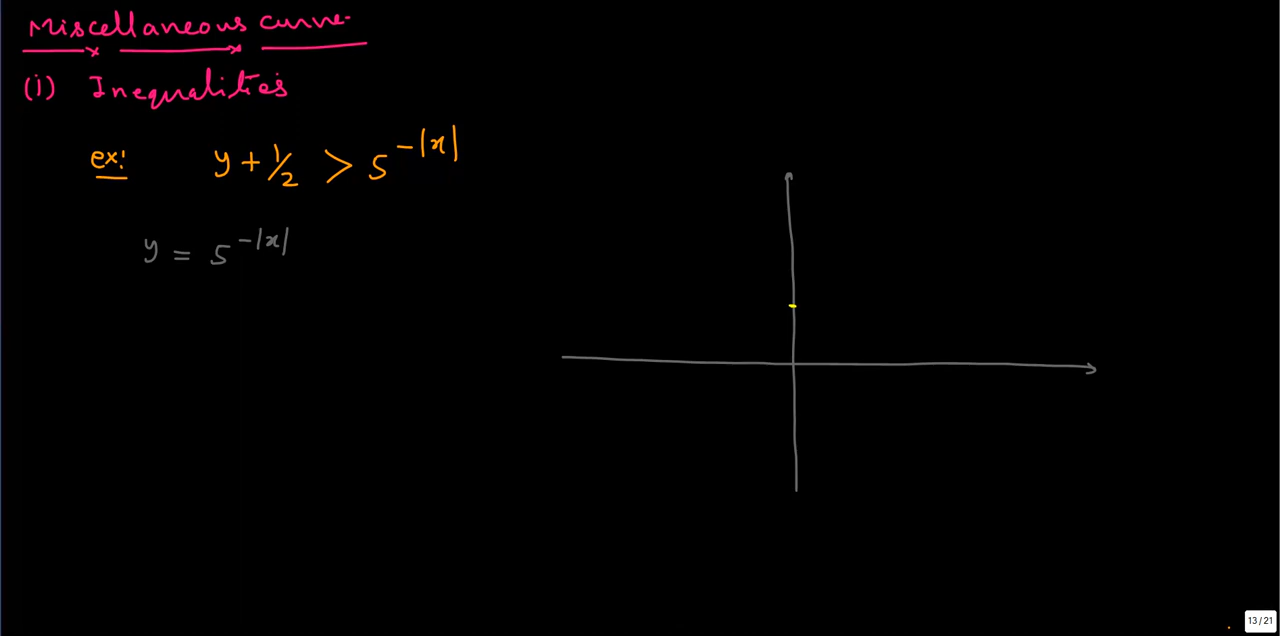 Miscellaneous curve-
(i) Inequalities
ex: y + 1/2 > 5^-|x|
y = 5^-|x|
13/21